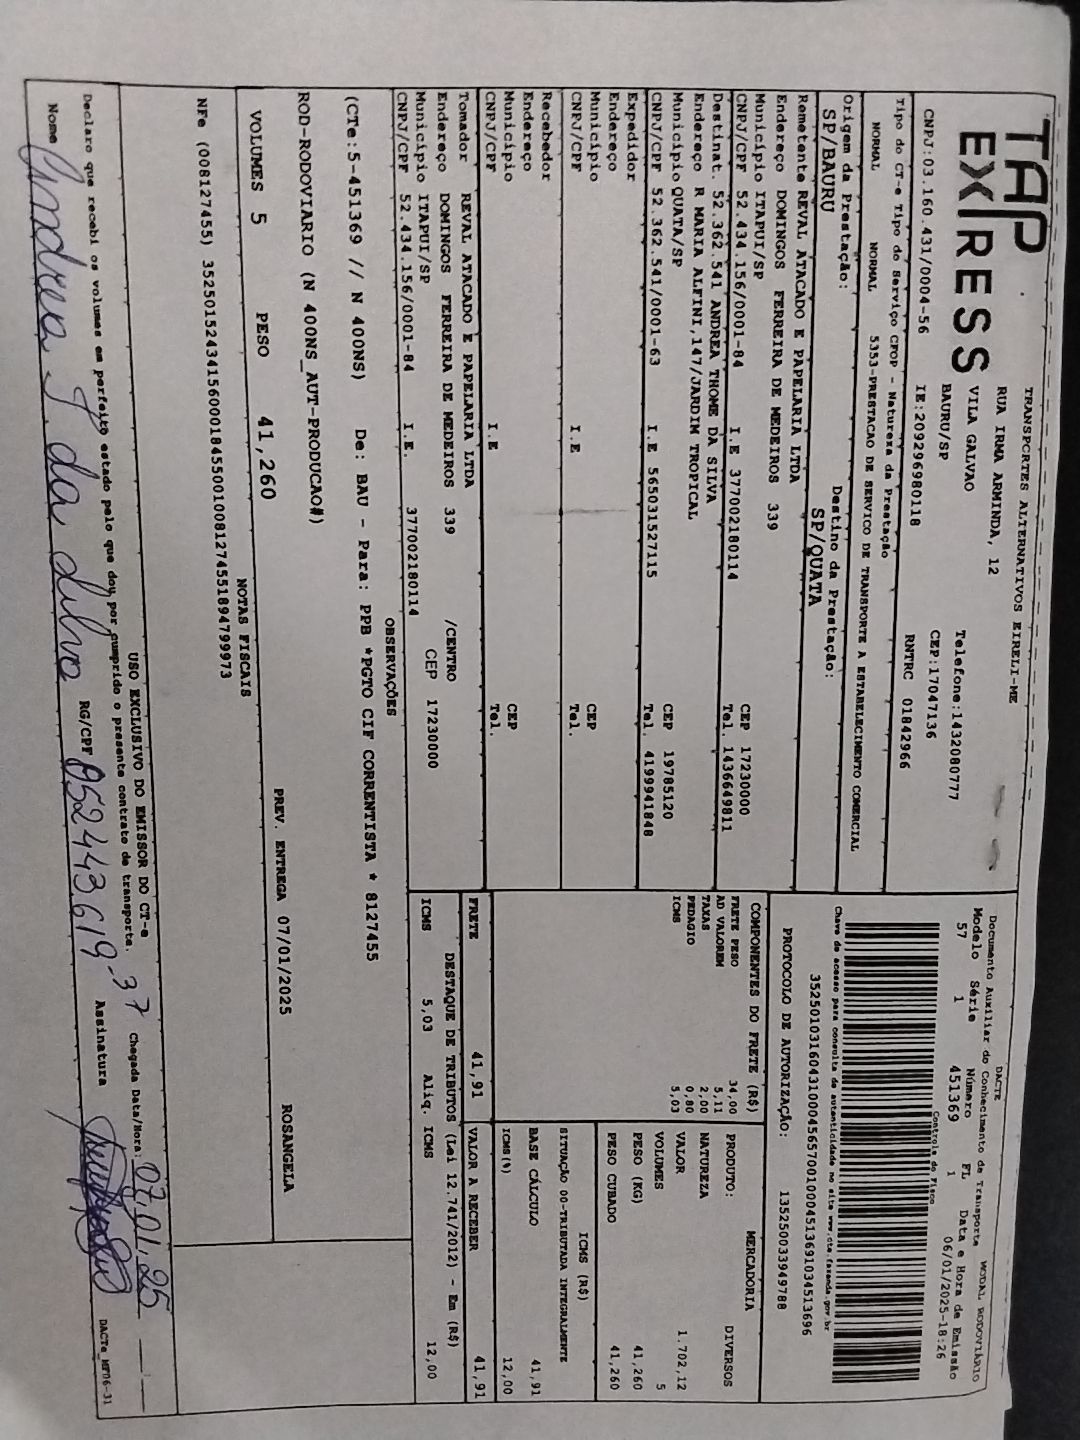 TAP
EXPRESS
TRANSPORTES ALTERNATIVOS EIRELI-ME
RUA IRMA ARMINDA, 12
VILA GALVAO
BAURU/SP
Telefone:1432080777
CEP:17047136
CNPJ:03.160.431/0004-56 IE:209296980118 RNTRC 01842966
Tipo do CT-e Tipo do Serviço CFOP - Natureza da Prestação
NORMAL NORMAL 5353-PRESTACAO DE SERVICO DE TRANSPORTE A ESTABELECIMENTO COMERCIAL
Origem da Prestação: Destino da Prestação:
SP/BAURU SP/QUATA
Remetente REVAL ATACADO E PAPELARIA LTDA
Endereço DOMINGOS FERREIRA DE MEDEIROS 339
Município ITAPUI/SP CEP 17230000
CNPJ/CPF 52.434.156/0001-84 I.E 377002180114 Tel. 1436649811
Destinat. 52.362.541 ANDREA THOME DA SILVA
Endereço R MARIA ALFINI,147/JARDIM TROPICAL
Município QUATA/SP CEP 19785120
CNPJ/CPF 52.362.541/0001-63 I.E 565031527115 Tel. 4199941848
Expedidor
Endereço
Município CEP
CNPJ/CPF I.E Tel.
Recebedor
Endereço
Município CEP
CNPJ/CPF I.E Tel.
Tomador REVAL ATACADO E PAPELARIA LTDA
Endereço DOMINGOS FERREIRA DE MEDEIROS 339 /CENTRO
Município ITAPUI/SP CEP 17230000
CNPJ/CPF 52.434.156/0001-84 I.E. 377002180114
DACTE
Documento Auxiliar do Conhecimento de Transporte MODAL RODOVIÁRIO
Modelo Série Número FL Data e Hora de Emissão
57 1 451369 1 06/01/2025-18:26
Controle do Fisco
Chave de acesso para consulta de autenticidade no site www.cte.fazenda.gov.br
35250103160431000456570010004513691034513696
PROTOCOLO DE AUTORIZAÇÃO: 135250033949788
COMPONENTES DO FRETE (R$)
FRETE PESO 34,00
AD VALOREM 5,11
TAXAS 2,00
PEDAGIO 0,80
ICMS 5,03
MERCADORIA
PRODUTO: DIVERSOS
NATUREZA
VALOR 1.702,12
VOLUMES 5
PESO (KG) 41,260
PESO CUBADO 41,260
ICMS (R$)
SITUAÇÃO 00-TRIBUTADA INTEGRALMENTE
BASE CÁLCULO 41,91
ICMS(%) 12,00
FRETE 41,91 VALOR A RECEBER 41,91
DESTAQUE DE TRIBUTOS (Lei 12.741/2012) - Em (R$)
ICMS 5,03 Aliq. ICMS 12,00
OBSERVAÇÕES
(CTe:5-451369 // N 400NS) De: BAU - Para: PPB *PGTO CIF CORRENTISTA * 8127455
ROD-RODOVIARIO (N 400NS_AUT-PRODUCAO#)
VOLUMES 5 PESO 41,260 PREV. ENTREGA 07/01/2025 ROSANGELA
NOTAS FISCAIS
NFe (008127455) 35250152434156000184550010081274551894799973
USO EXCLUSIVO DO EMISSOR DO CT-e
Declaro que recebi os volumes em perfeito estado pelo que dou por cumprido o presente contrato de transporte.
Chegada Data/Hora: 07.01.25
Nome Andrea T da Silva RG/CPF 052443619-37 Assinatura
DACTe_MF06-31